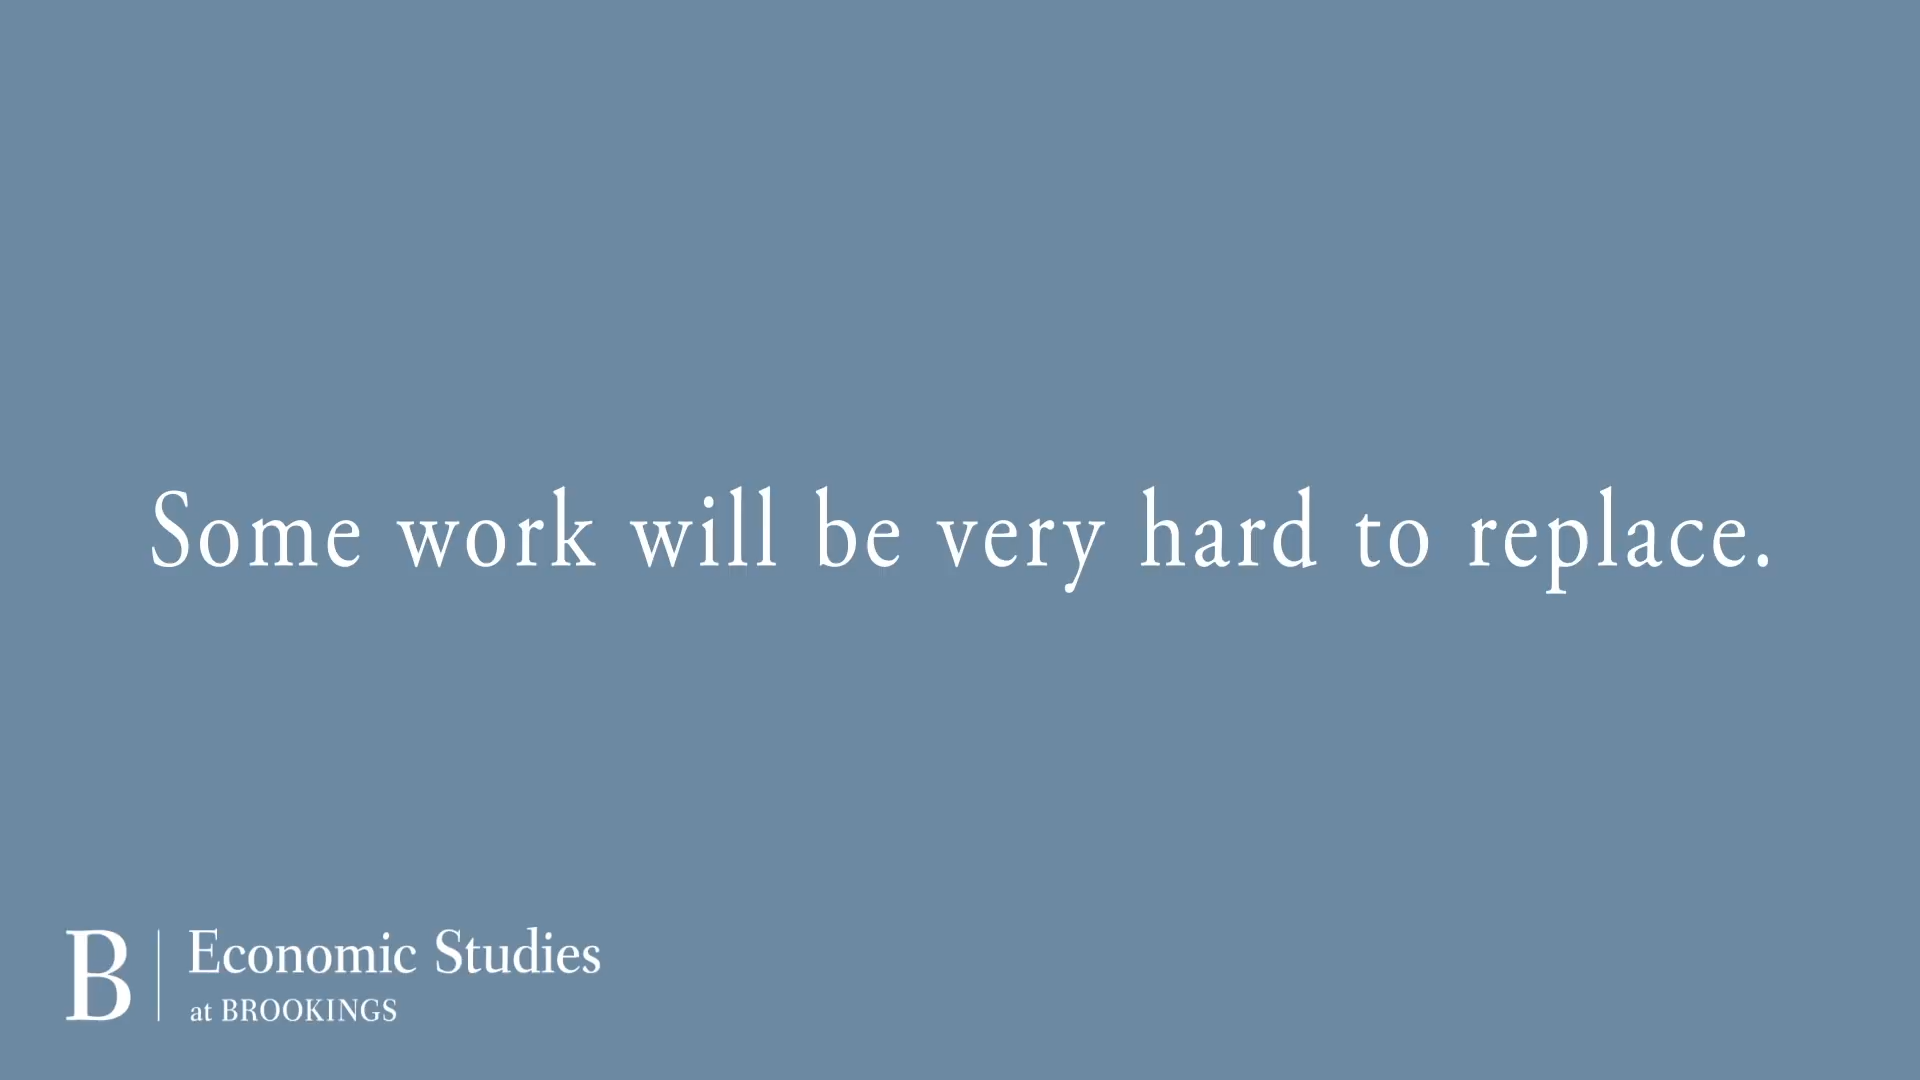 Some work will be very hard to replace.
B
Economic Studies
at BROOKINGS